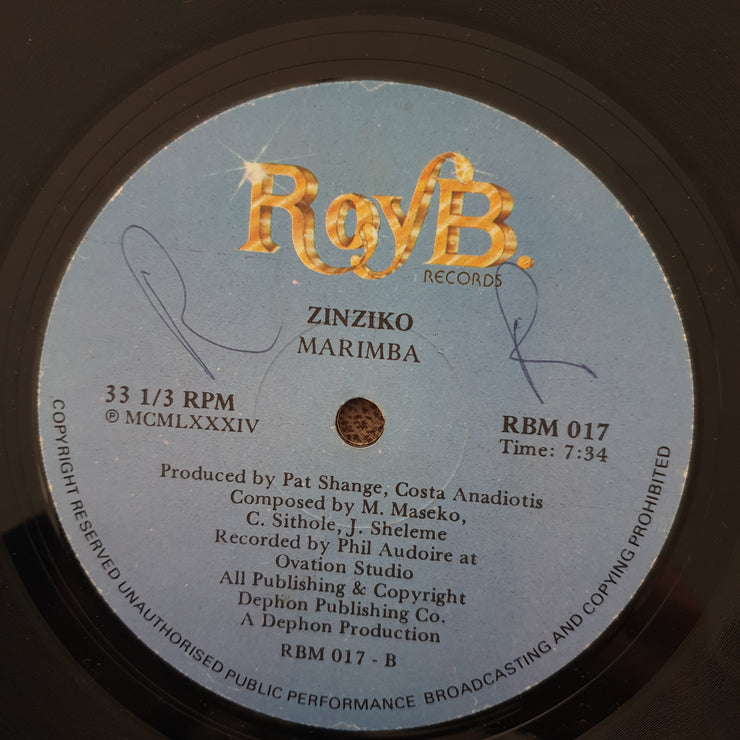 Roy B.
RECORDS
ZINZIKO
MARIMBA
33 1/3 RPM
℗ MCMLXXXIV
RBM 017
Time: 7:34
Produced by Pat Shange, Costa Anadiotis
Composed by M. Maseko,
C. Sithole, J. Sheleme
Recorded by Phil Audoire at
Ovation Studio
All Publishing & Copyright
Dephon Publishing Co.
A Dephon Production
RBM 017 - B
COPYRIGHT RESERVED UNAUTHORISED PUBLIC PERFORMANCE BROADCASTING AND COPYING PROHIBITED
R
R